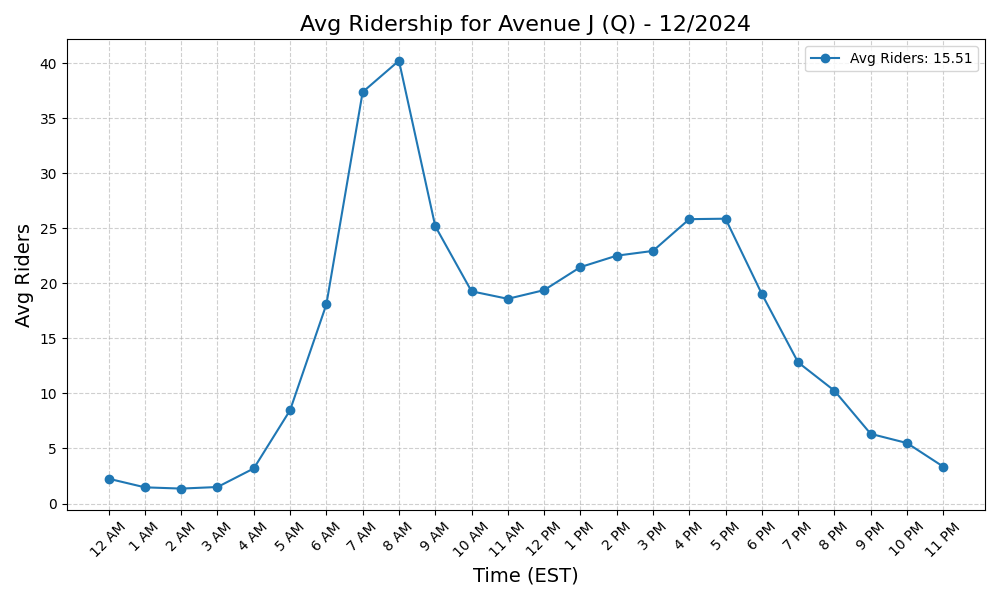 Avg Ridership for Avenue J (Q) - 12/2024
Avg Riders: 15.51
Avg Riders
40
35
30
25
20
15
10
5
0
12 AM
1 AM
2 AM
3 AM
4 AM
5 AM
6 AM
7 AM
8 AM
9 AM
10 AM
11 AM
12 PM
1 PM
2 PM
3 PM
4 PM
5 PM
6 PM
7 PM
8 PM
9 PM
10 PM
11 PM
Time (EST)